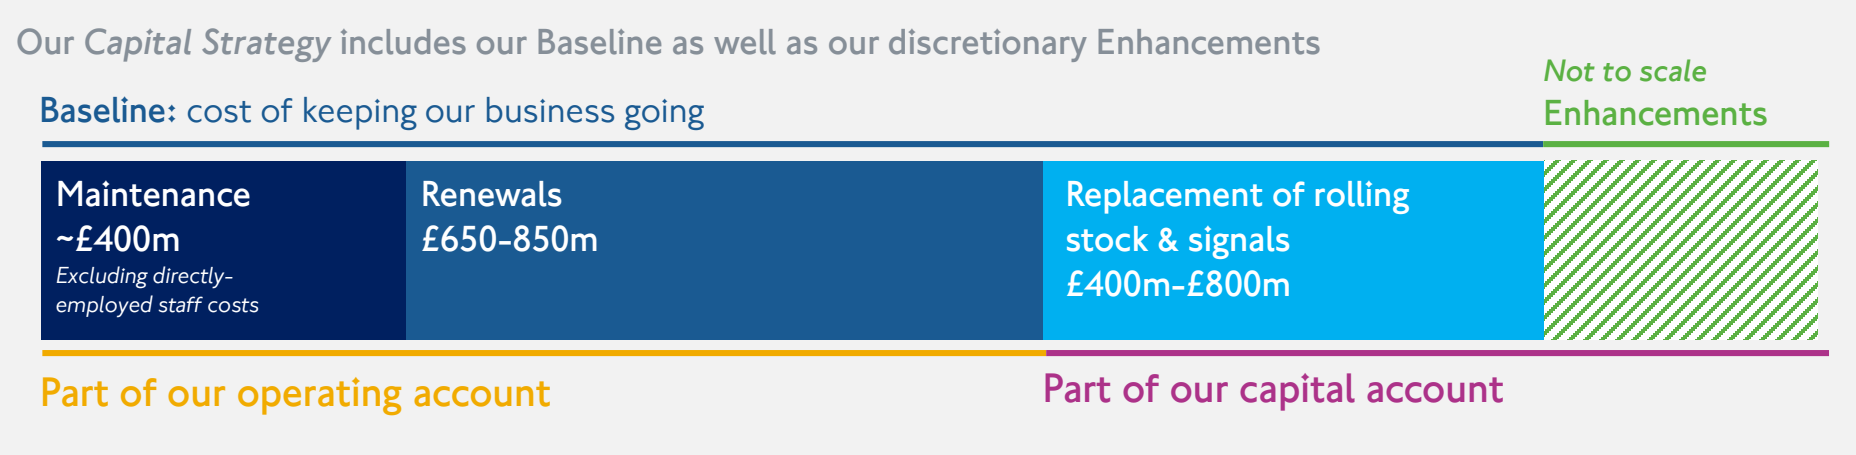 Our Capital Strategy includes our Baseline as well as our discretionary Enhancements
Not to scale
Baseline: cost of keeping our business going
Enhancements
Maintenance
~£400m
Excluding directly-
employed staff costs
Renewals
£650-850m
Replacement of rolling
stock & signals
£400m-£800m
Part of our operating account
Part of our capital account